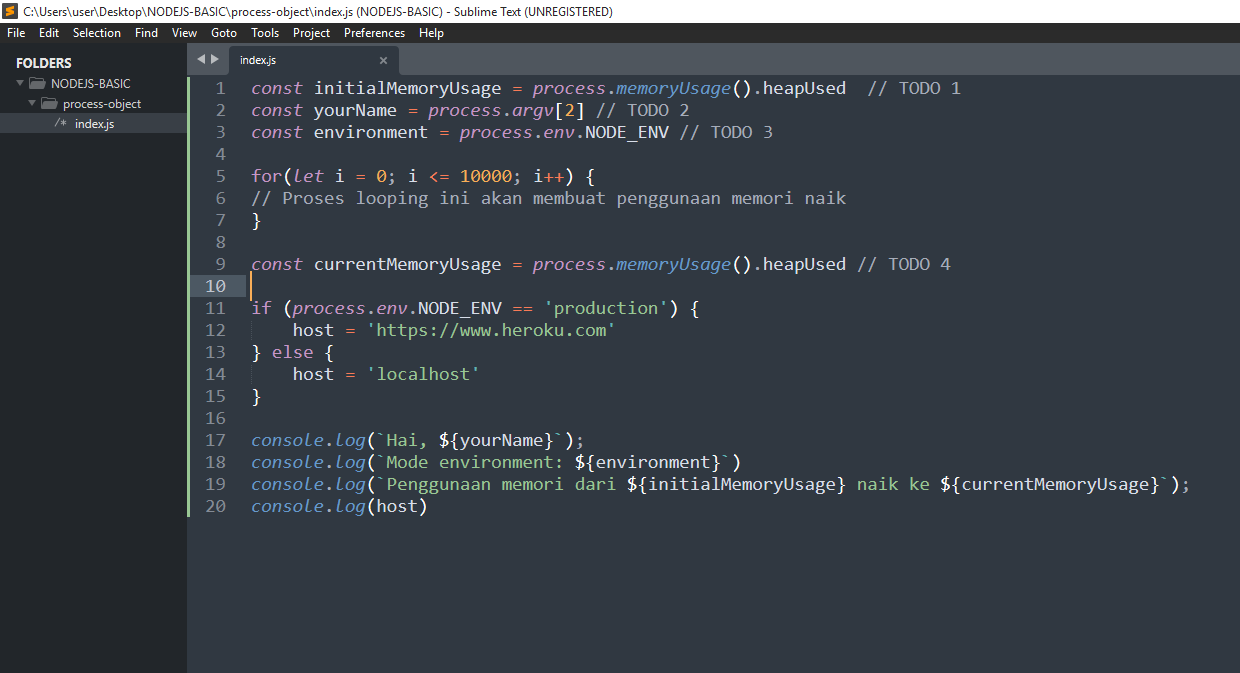 C:\Users\user\Desktop\NODEJS-BASIC\process-object\index.js (NODEJS-BASIC) - Sublime Text (UNREGISTERED)
File Edit Selection Find View Goto Tools Project Preferences Help
FOLDERS
NODEJS-BASIC
process-object
/* index.js
index.js ×
1 const initialMemoryUsage = process.memoryUsage().heapUsed  // TODO 1
2 const yourName = process.argv[2] // TODO 2
3 const environment = process.env.NODE_ENV // TODO 3
4
5 for(let i = 0; i <= 10000; i++) {
6 // Proses looping ini akan membuat penggunaan memori naik
7 }
8
9 const currentMemoryUsage = process.memoryUsage().heapUsed // TODO 4
10
11 if (process.env.NODE_ENV == 'production') {
12     host = 'https://www.heroku.com'
13 } else {
14     host = 'localhost'
15 }
16
17 console.log(`Hai, ${yourName}`);
18 console.log(`Mode environment: ${environment}`)
19 console.log(`Penggunaan memori dari ${initialMemoryUsage} naik ke ${currentMemoryUsage}`);
20 console.log(host)